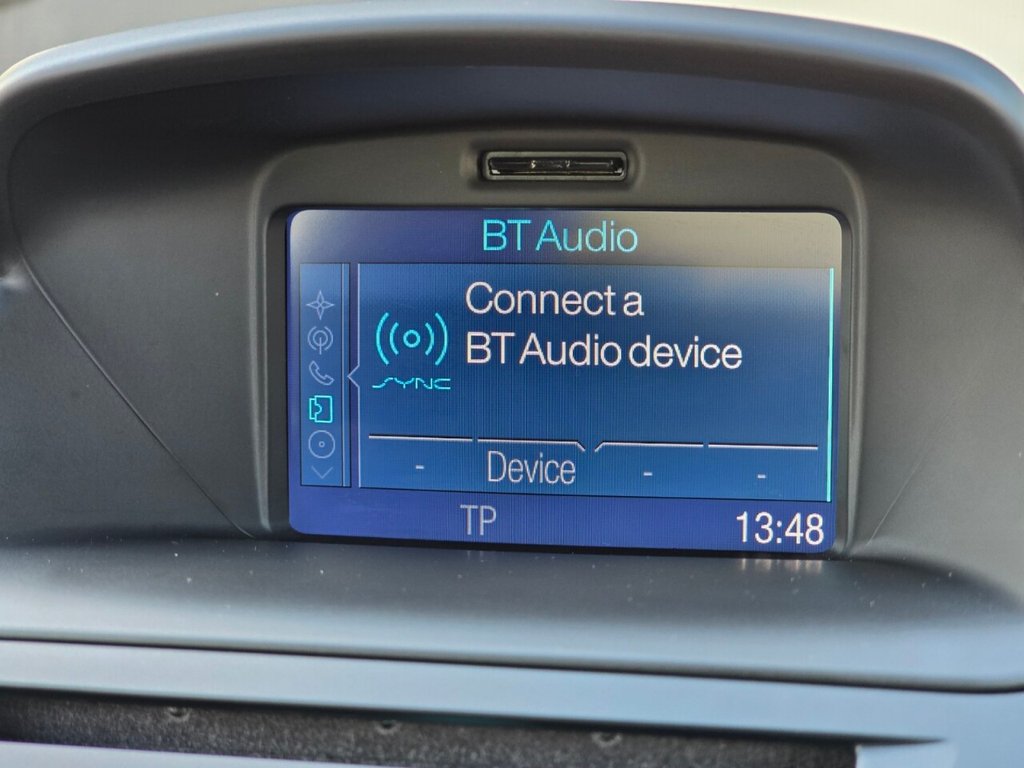 BT Audio
Connect a
BT Audio device
SYNC
- Device - -
TP 13:48